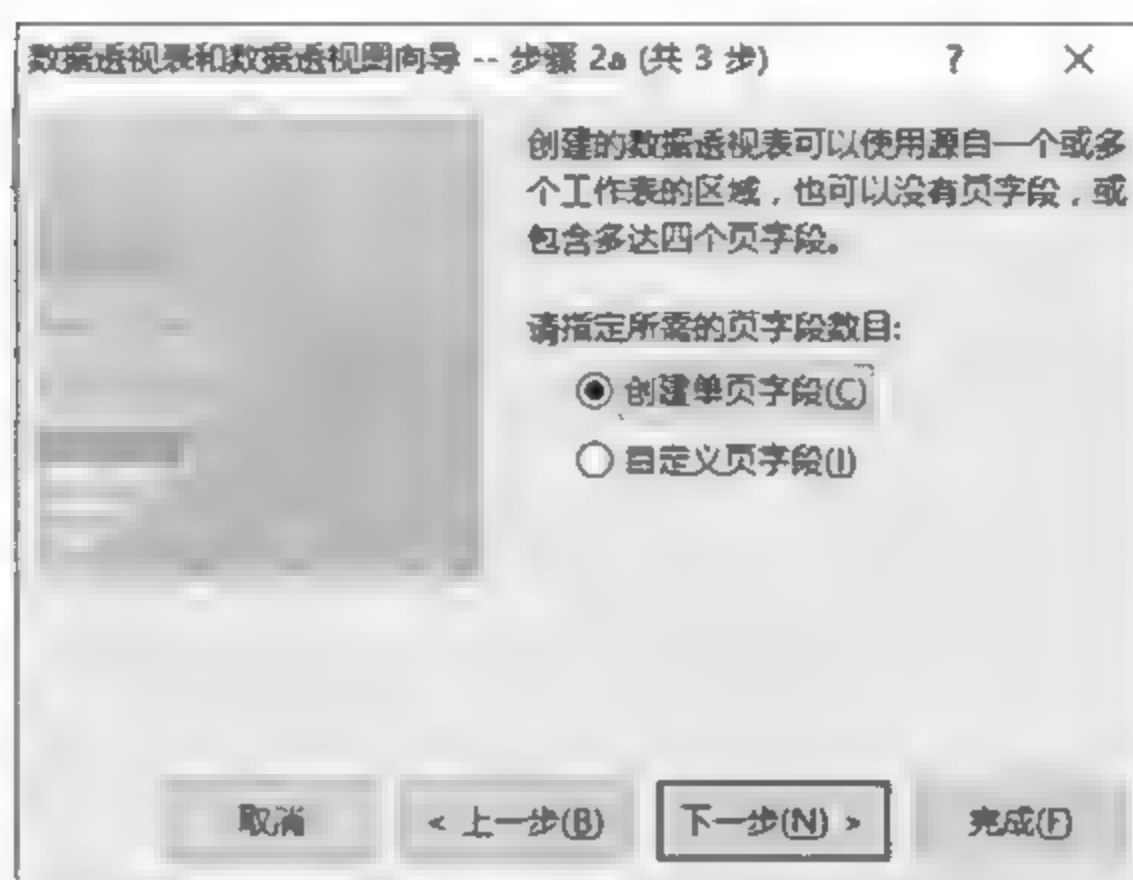 数据透视表和数据透视图向导 -- 步骤 2a (共 3 步)
创建的数据透视表可以使用源自一个或多
个工作表的区域，也可以没有页字段，或
包含多达四个页字段。
请指定所需的页字段数目:
创建单页字段(C)
自定义页字段(I)
取消
< 上一步(B)
下一步(N) >
完成(F)